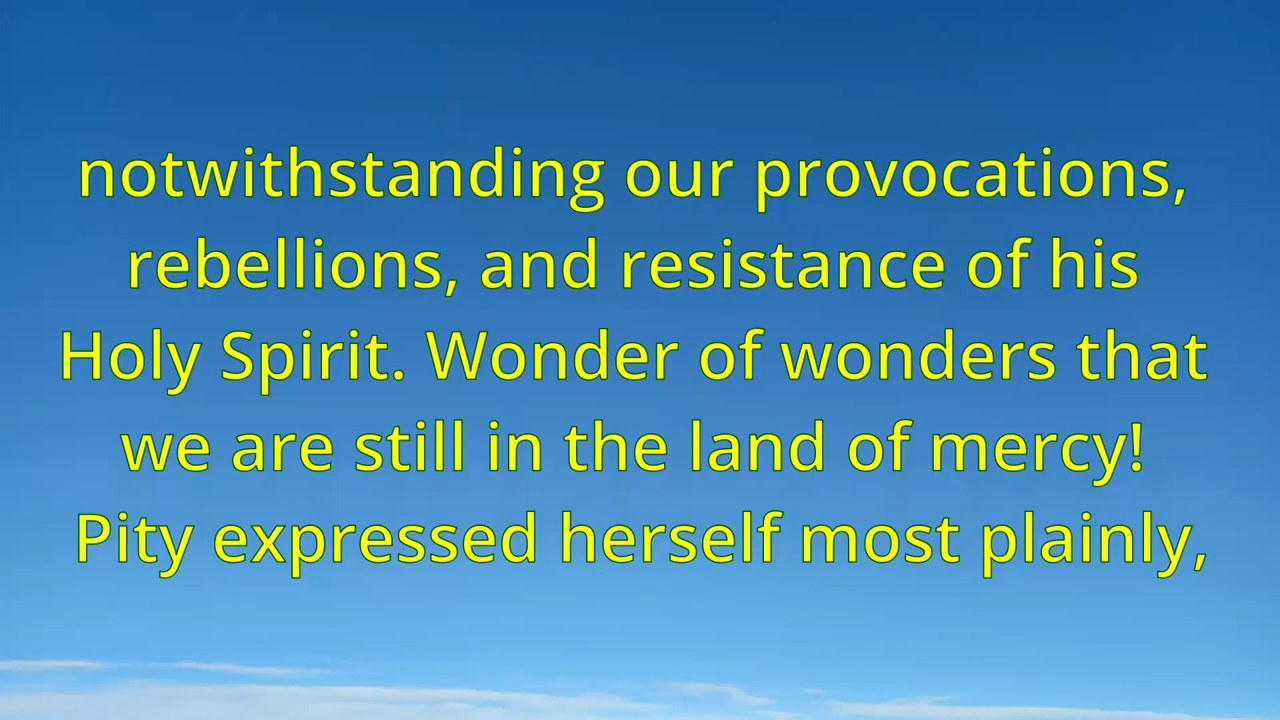 notwithstanding our provocations,
rebellions, and resistance of his
Holy Spirit. Wonder of wonders that
we are still in the land of mercy!
Pity expressed herself most plainly,